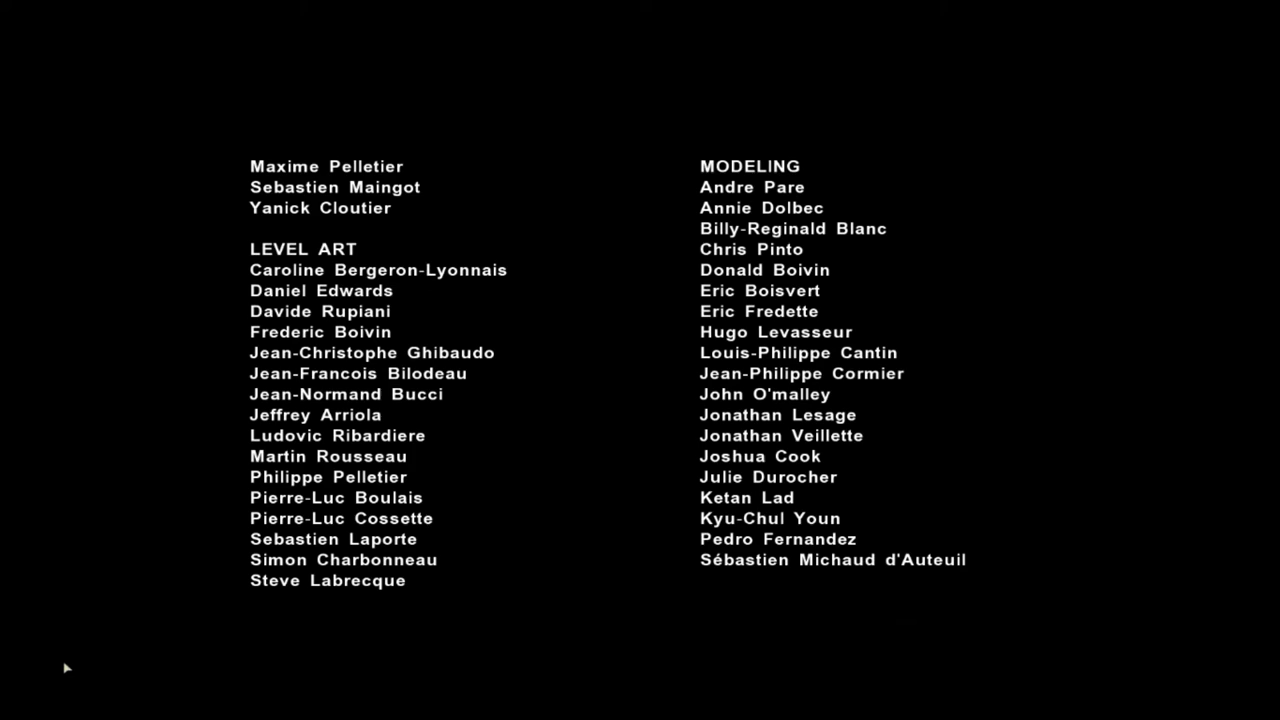 Maxime Pelletier
Sebastien Maingot
Yanick Cloutier
LEVEL ART
Caroline Bergeron-Lyonnais
Daniel Edwards
Davide Rupiani
Frederic Boivin
Jean-Christophe Ghibaudo
Jean-Francois Bilodeau
Jean-Normand Bucci
Jeffrey Arriola
Ludovic Ribardiere
Martin Rousseau
Philippe Pelletier
Pierre-Luc Boulais
Pierre-Luc Cossette
Sebastien Laporte
Simon Charbonneau
Steve Labrecque
MODELING
Andre Pare
Annie Dolbec
Billy-Reginald Blanc
Chris Pinto
Donald Boivin
Eric Boisvert
Eric Fredette
Hugo Levasseur
Louis-Philippe Cantin
Jean-Philippe Cormier
John O'malley
Jonathan Lesage
Jonathan Veillette
Joshua Cook
Julie Durocher
Ketan Lad
Kyu-Chul Youn
Pedro Fernandez
Sébastien Michaud d'Auteuil